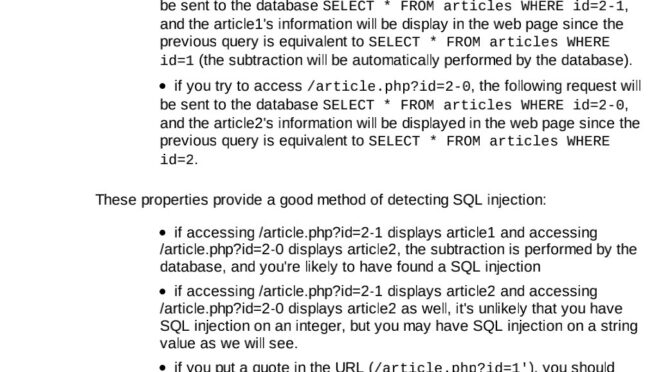 be sent to the database SELECT * FROM articles WHERE id=2-1,
and the article1's information will be display in the web page since the
previous query is equivalent to SELECT * FROM articles WHERE
id=1 (the subtraction will be automatically performed by the database).
• if you try to access /article.php?id=2-0, the following request will
be sent to the database SELECT * FROM articles WHERE id=2-0,
and the article2's information will be displayed in the web page since the
previous query is equivalent to SELECT * FROM articles WHERE
id=2.
These properties provide a good method of detecting SQL injection:
• if accessing /article.php?id=2-1 displays article1 and accessing
/article.php?id=2-0 displays article2, the subtraction is performed by the
database, and you're likely to have found a SQL injection
• if accessing /article.php?id=2-1 displays article2 and accessing
/article.php?id=2-0 displays article2 as well, it's unlikely that you have
SQL injection on an integer, but you may have SQL injection on a string
value as we will see.
• if you put a quote in the URL (/article.php?id=1'), you should